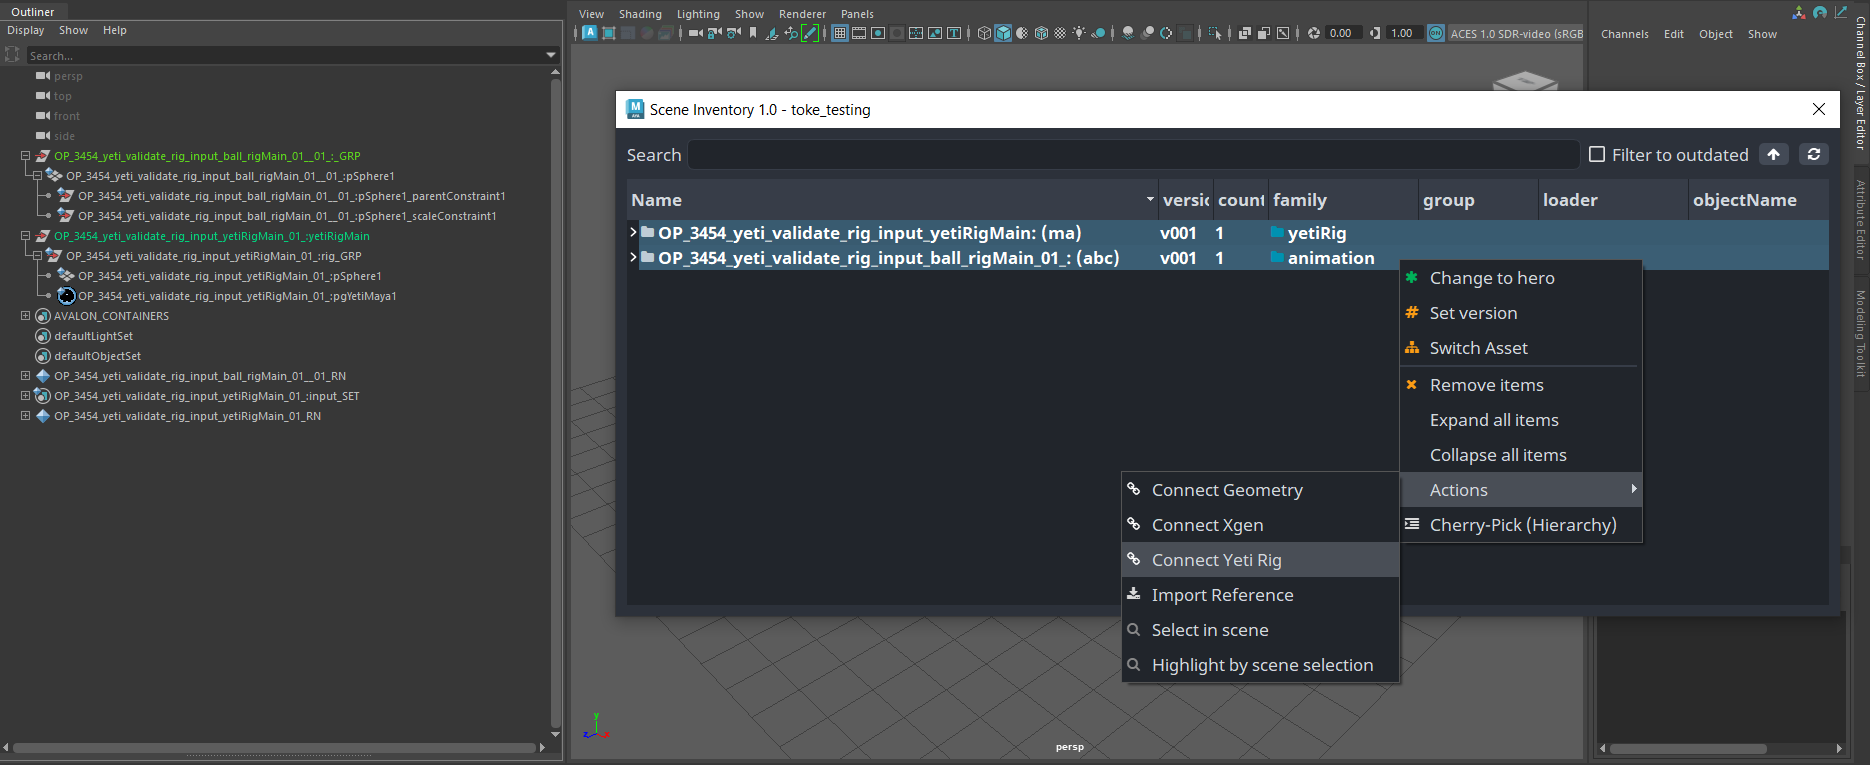 Outliner
Display Show Help
Search...
persp
top
front
side
OP_3454_yeti_validate_rig_input_ball_rigMain_01__01_:_GRP
OP_3454_yeti_validate_rig_input_ball_rigMain_01__01_:pSphere1
OP_3454_yeti_validate_rig_input_ball_rigMain_01__01_:pSphere1_parentConstraint1
OP_3454_yeti_validate_rig_input_ball_rigMain_01__01_:pSphere1_scaleConstraint1
OP_3454_yeti_validate_rig_input_yetiRigMain_01_:yetiRigMain
OP_3454_yeti_validate_rig_input_yetiRigMain_01_:rig_GRP
OP_3454_yeti_validate_rig_input_yetiRigMain_01_:pSphere1
OP_3454_yeti_validate_rig_input_yetiRigMain_01_:pgYetiMaya1
AVALON_CONTAINERS
defaultLightSet
defaultObjectSet
OP_3454_yeti_validate_rig_input_ball_rigMain_01__01_RN
OP_3454_yeti_validate_rig_input_yetiRigMain_01_:input_SET
OP_3454_yeti_validate_rig_input_yetiRigMain_01_RN
View Shading Lighting Show Renderer Panels
0.00 1.00 ON ACES 1.0 SDR-video (sRGB
Scene Inventory 1.0 - toke_testing
Search Filter to outdated
Name versic count family group loader objectName
OP_3454_yeti_validate_rig_input_yetiRigMain: (ma) v001 1 yetiRig
OP_3454_yeti_validate_rig_input_ball_rigMain_01_: (abc) v001 1 animation
Change to hero
Set version
Switch Asset
Remove items
Expand all items
Collapse all items
Actions
Cherry-Pick (Hierarchy)
Connect Geometry
Connect Xgen
Connect Yeti Rig
Import Reference
Select in scene
Highlight by scene selection
y
z x
persp
Channels Edit Object Show
Channel Box / Layer Editor
Attribute Editor
Modeling Toolkit